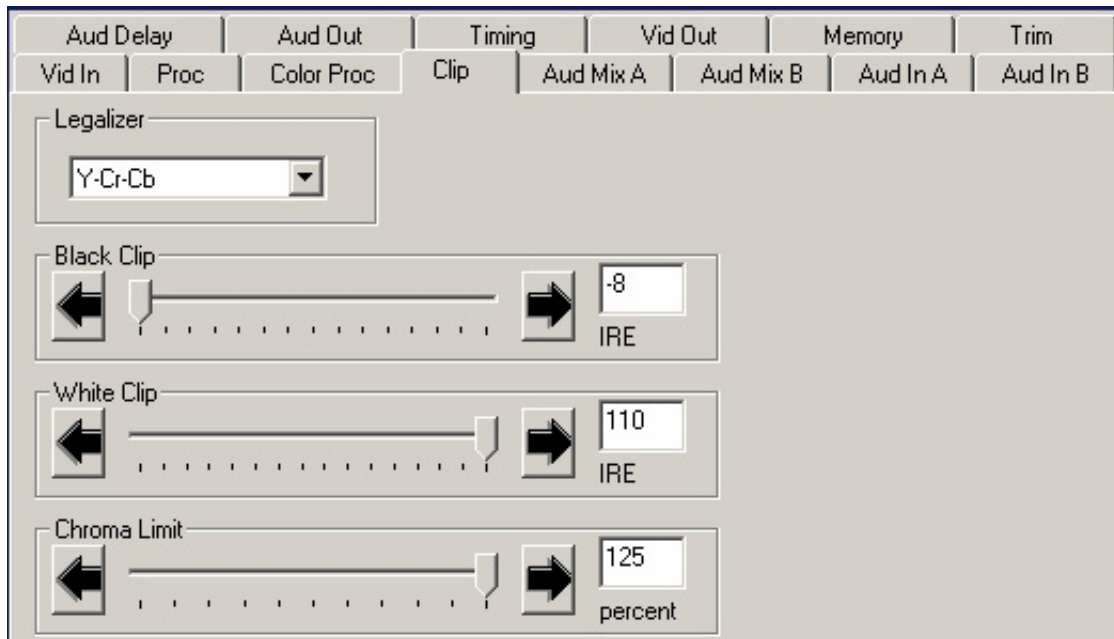 Aud Delay Aud Out Timing Vid Out Memory Trim
Vid In Proc Color Proc Clip Aud Mix A Aud Mix B Aud In A Aud In B
Legalizer
Y-Cr-Cb
Black Clip
-8
IRE
White Clip
110
IRE
Chroma Limit
125
percent